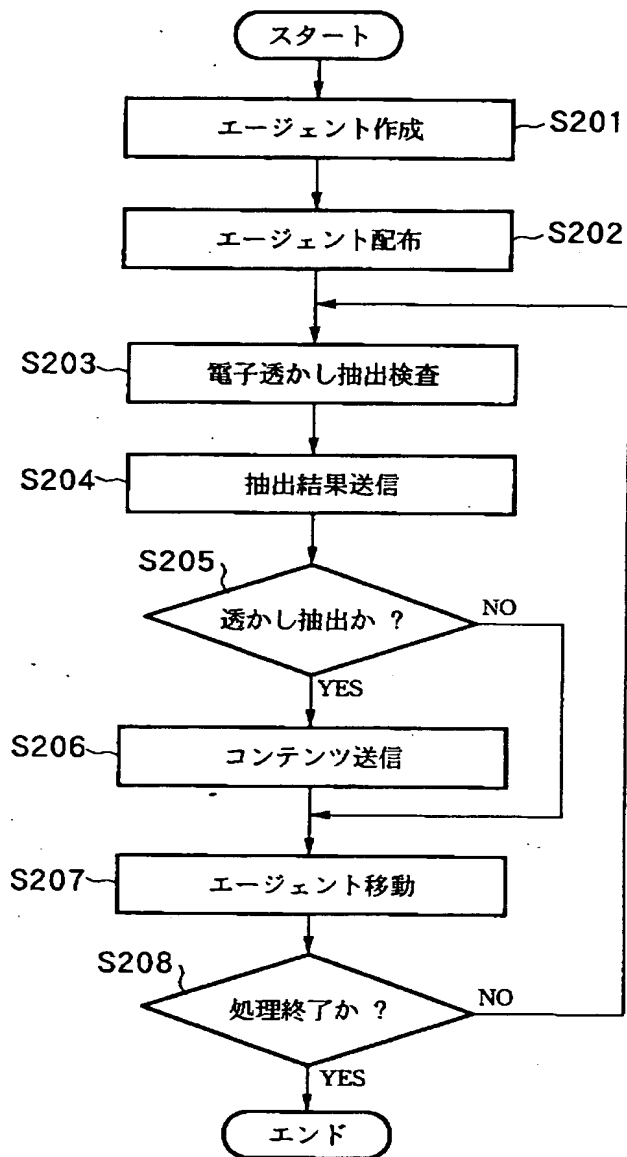 スタート
エージェント作成
S201
エージェント配布
S202
S203
電子透かし抽出検査
S204
抽出結果送信
S205
透かし抽出か ?
NO
YES
S206
コンテンツ送信
S207
エージェント移動
S208
処理終了か ?
NO
YES
エンド